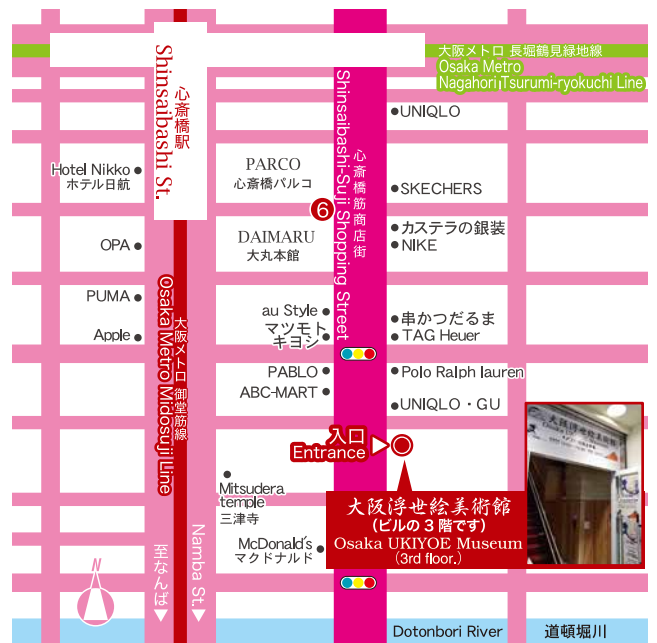 大阪メトロ 長堀鶴見緑地線
Osaka Metro
Nagahori Tsurumi-ryokuchi Line
心斎橋駅
Shinsaibashi St.
心斎橋筋商店街
Shinsaibashi-Suji Shopping Street
UNIQLO
Hotel Nikko
ホテル日航
PARCO
心斎橋パルコ
SKECHERS
6
OPA
DAIMARU
大丸本館
カステラの銀装
NIKE
PUMA
Apple
大阪メトロ 御堂筋線
Osaka Metro Midosuji Line
au Style
マツモト
キヨシ
串かつだるま
TAG Heuer
PABLO
ABC-MART
Polo Ralph lauren
UNIQLO・GU
入口
Entrance
大阪浮世絵美術館
Mitsudera
temple
三津寺
大阪浮世絵美術館
(ビルの3階です)
Osaka UKIYOE Museum
(3rd floor.)
McDonald's
マクドナルド
至なんば
Namba St.
N
Dotonbori River
道頓堀川